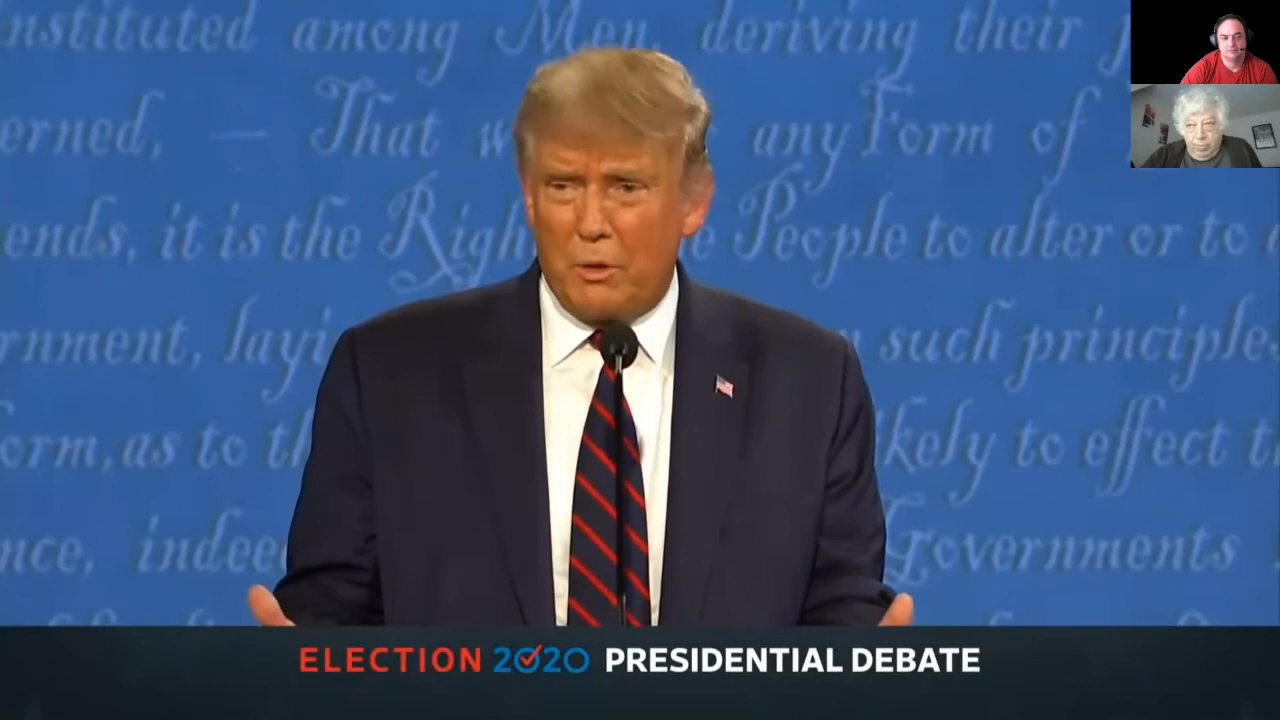 nstituted among Men, deriving their
erned, — That any Form of
ends, it is the Righ People to alter or to
rnment, layi such principles
orm, as to th kely to effect t
nce, indeed Governments
ELECTION 2020 PRESIDENTIAL DEBATE